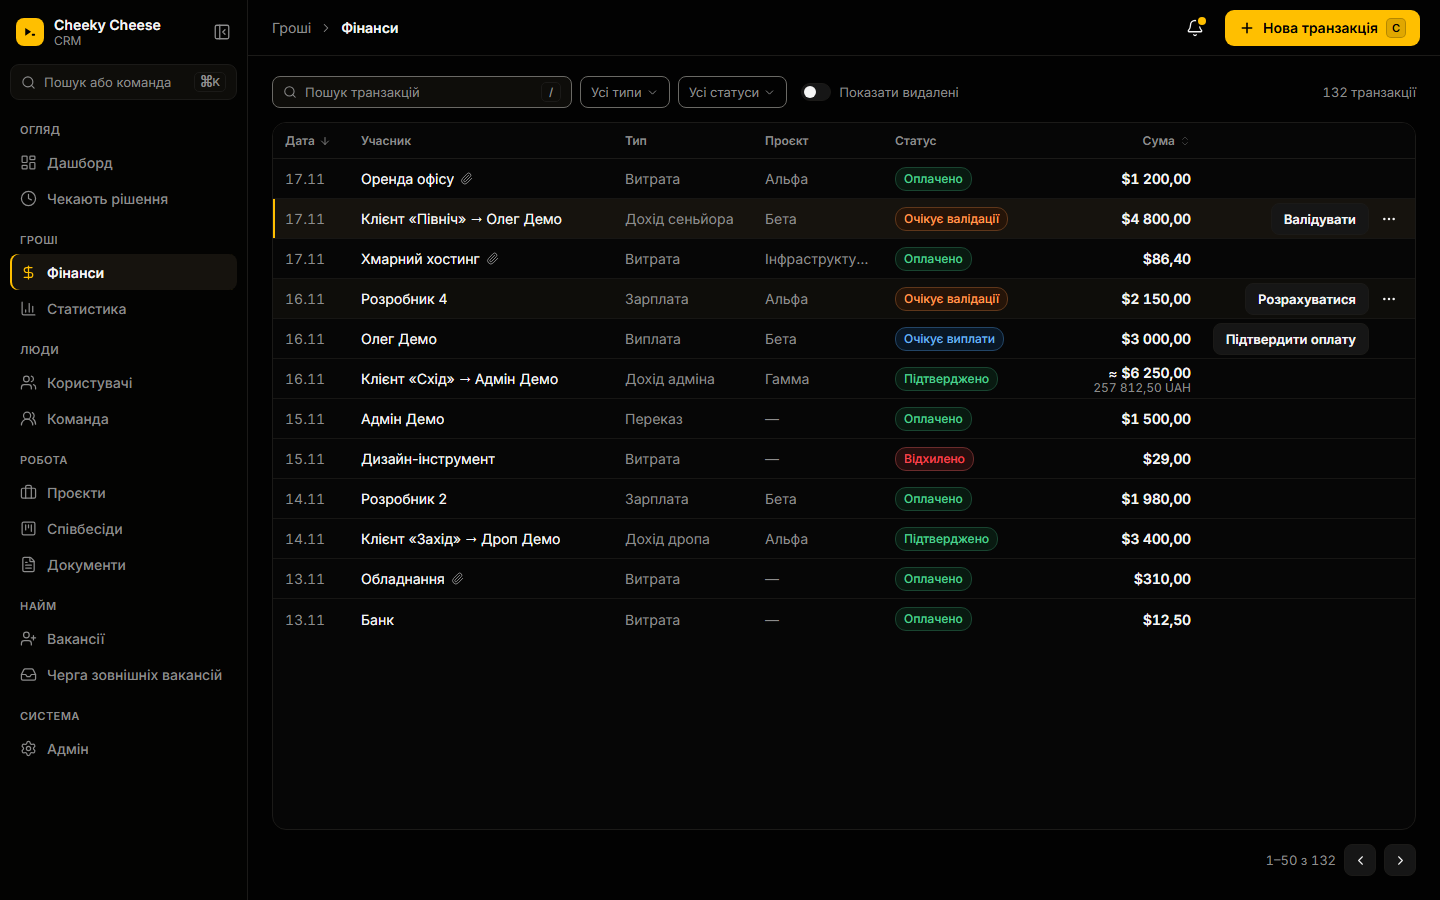 Cheeky Cheese
CRM
Пошук або команда ⌘K
ОГЛЯД
Дашборд
Чекають рішення
ГРОШІ
Фінанси
Статистика
ЛЮДИ
Користувачі
Команда
РОБОТА
Проєкти
Співбесіди
Документи
НАЙМ
Вакансії
Черга зовнішніх вакансій
СИСТЕМА
Адмін
Гроші > Фінанси
+ Нова транзакція C
Пошук транзакцій /
Усі типи
Усі статуси
Показати видалені
132 транзакції
Дата ↓ Учасник Тип Проєкт Статус Сума
17.11 Оренда офісу Витрата Альфа Оплачено $1 200,00
17.11 Клієнт «Північ» → Олег Демо Дохід сеньйора Бета Очікує валідації $4 800,00 Валідувати ···
17.11 Хмарний хостинг Витрата Інфраструкту... Оплачено $86,40
16.11 Розробник 4 Зарплата Альфа Очікує валідації $2 150,00 Розрахуватися ···
16.11 Олег Демо Виплата Бета Очікує виплати $3 000,00 Підтвердити оплату
16.11 Клієнт «Схід» → Адмін Демо Дохід адміна Гамма Підтверджено ≈ $6 250,00
257 812,50 UAH
15.11 Адмін Демо Переказ — Оплачено $1 500,00
15.11 Дизайн-інструмент Витрата — Відхилено $29,00
14.11 Розробник 2 Зарплата Бета Оплачено $1 980,00
14.11 Клієнт «Захід» → Дроп Демо Дохід дропа Альфа Підтверджено $3 400,00
13.11 Обладнання Витрата — Оплачено $310,00
13.11 Банк Витрата — Оплачено $12,50
1–50 з 132